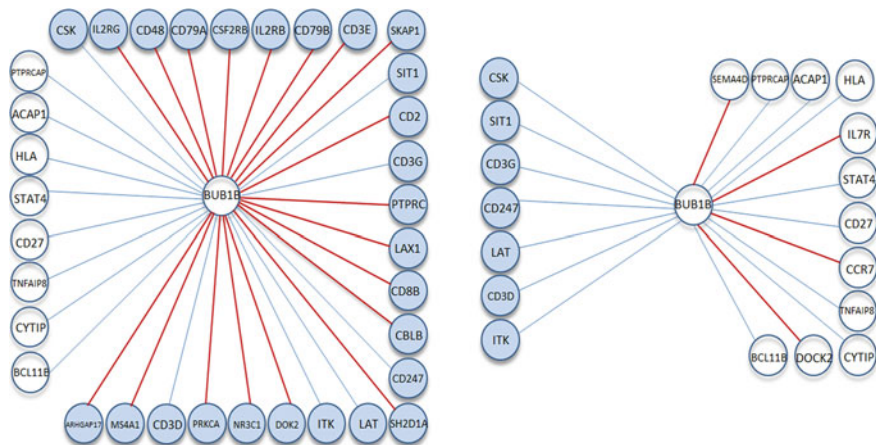 CSK
IL2RG
CD48
CD79A
CSF2RB
IL2RB
CD79B
CD3E
SKAP1
PTPRCAP
SIT1
ACAP1
CD2
HLA
CD3G
STAT4
BUB1B
PTPRC
CD27
LAX1
TNFAIP8
CD8B
CYTIP
CBLB
BCL11B
CD247
ARHGAP17
MS4A1
CD3D
PRKCA
NR3C1
DOK2
ITK
LAT
SH2D1A
CSK
SEMA4D
PTPRCAP
ACAP1
HLA
SIT1
IL7R
CD3G
STAT4
CD247
BUB1B
CD27
LAT
CCR7
CD3D
TNFAIP8
ITK
BCL11B
DOCK2
CYTIP